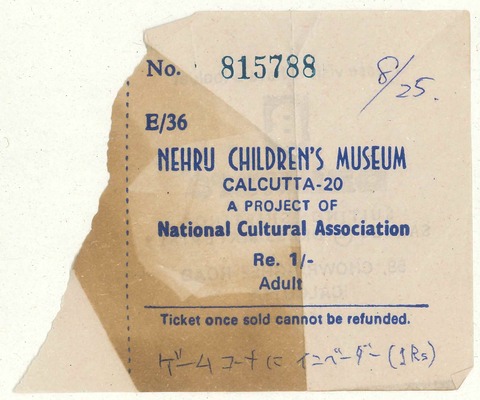 No. 815788
8/25.
E/36
NEHRU CHILDREN'S MUSEUM
CALCUTTA-20
A PROJECT OF
National Cultural Association
Re. 1/-
Adult
Ticket once sold cannot be refunded.
ゲームコーナに インベーダー (1Rs)